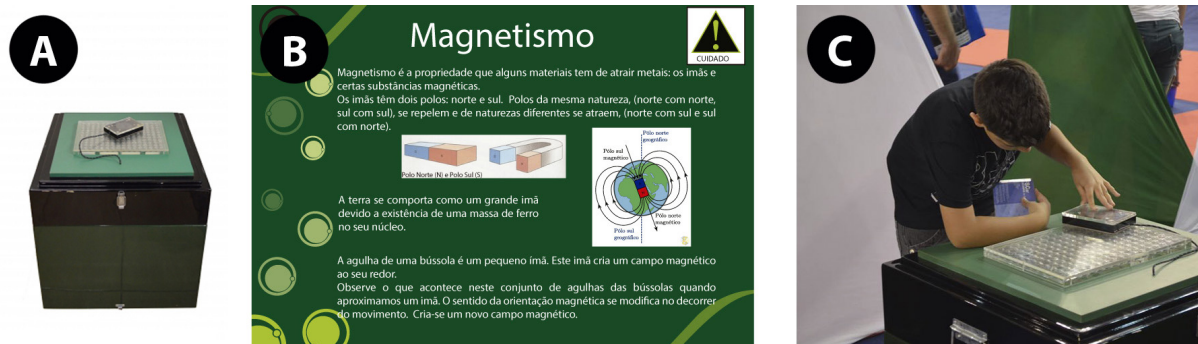 A
B
Magnetismo
CUIDADO
Magnetismo é a propriedade que alguns materiais tem de atrair metais: os imãs e
certas substâncias magnéticas.
Os imãs têm dois polos: norte e sul. Polos da mesma natureza, (norte com norte,
sul com sul), se repelem e de naturezas diferentes se atraem, (norte com sul e sul
com norte).
Polo Norte (N) e Polo Sul (S)
Pólo norte
geográfico
Pólo sul
magnético
Pólo norte
magnético
Pólo sul
geográfico
A terra se comporta como um grande imã
devido a existência de uma massa de ferro
no seu núcleo.
A agulha de uma bússola é um pequeno ímã. Este imã cria um campo magnético
ao seu redor.
Observe o que acontece neste conjunto de agulhas das bússolas quando
aproximamos um imã. O sentido da orientação magnética se modifica no decorrer
do movimento. Cria-se um novo campo magnético.
C